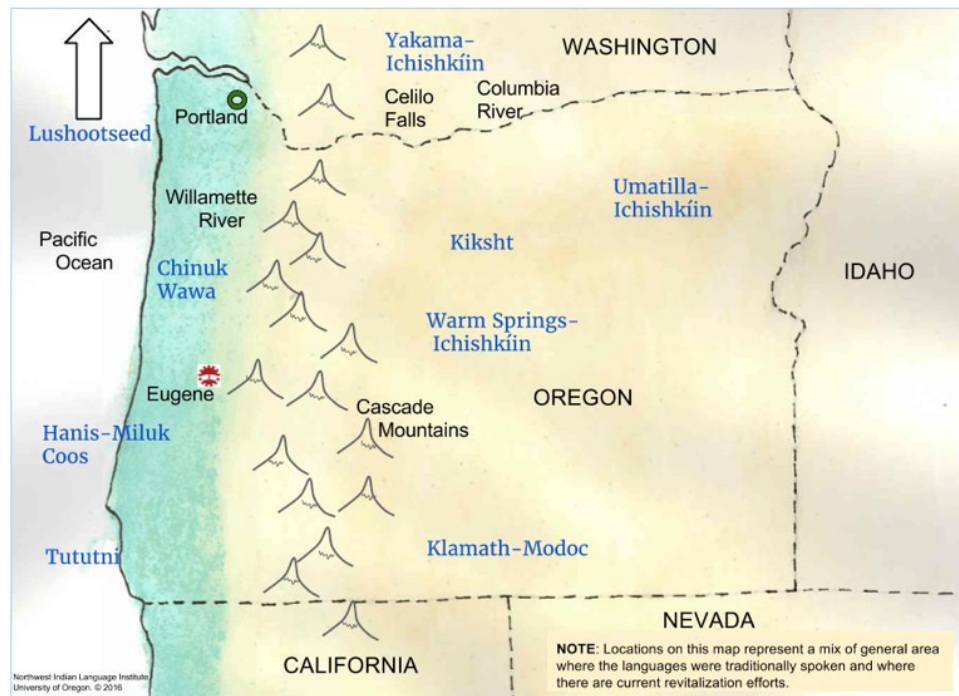 Yakama-
Ichishkíin
WASHINGTON
Celilo
Falls
Columbia
River
Portland
Lushootseed
Willamette
River
Umatilla-
Ichishkíin
Pacific
Ocean
Kiksht
Chinuk
Wawa
IDAHO
Warm Springs-
Ichishkíin
Eugene
OREGON
Cascade
Mountains
Hanis-Miluk
Coos
Tututni
Klamath-Modoc
NEVADA
CALIFORNIA
NOTE: Locations on this map represent a mix of general area
where the languages were traditionally spoken and where
there are current revitalization efforts.
Northwest Indian Language Institute
University of Oregon. © 2016